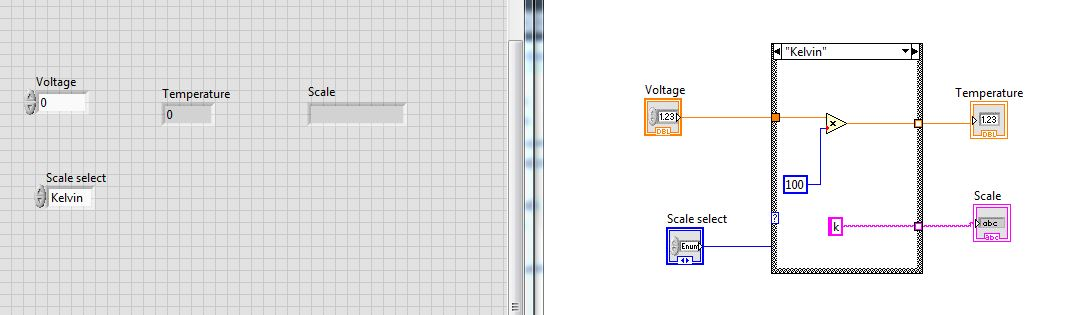 Voltage
0
Temperature
0
Scale
Scale select
Kelvin
"Kelvin"
Voltage
1.23
DBL
Temperature
1.23
DBL
100
Scale
k
abc
abc
Scale select
?
Enum